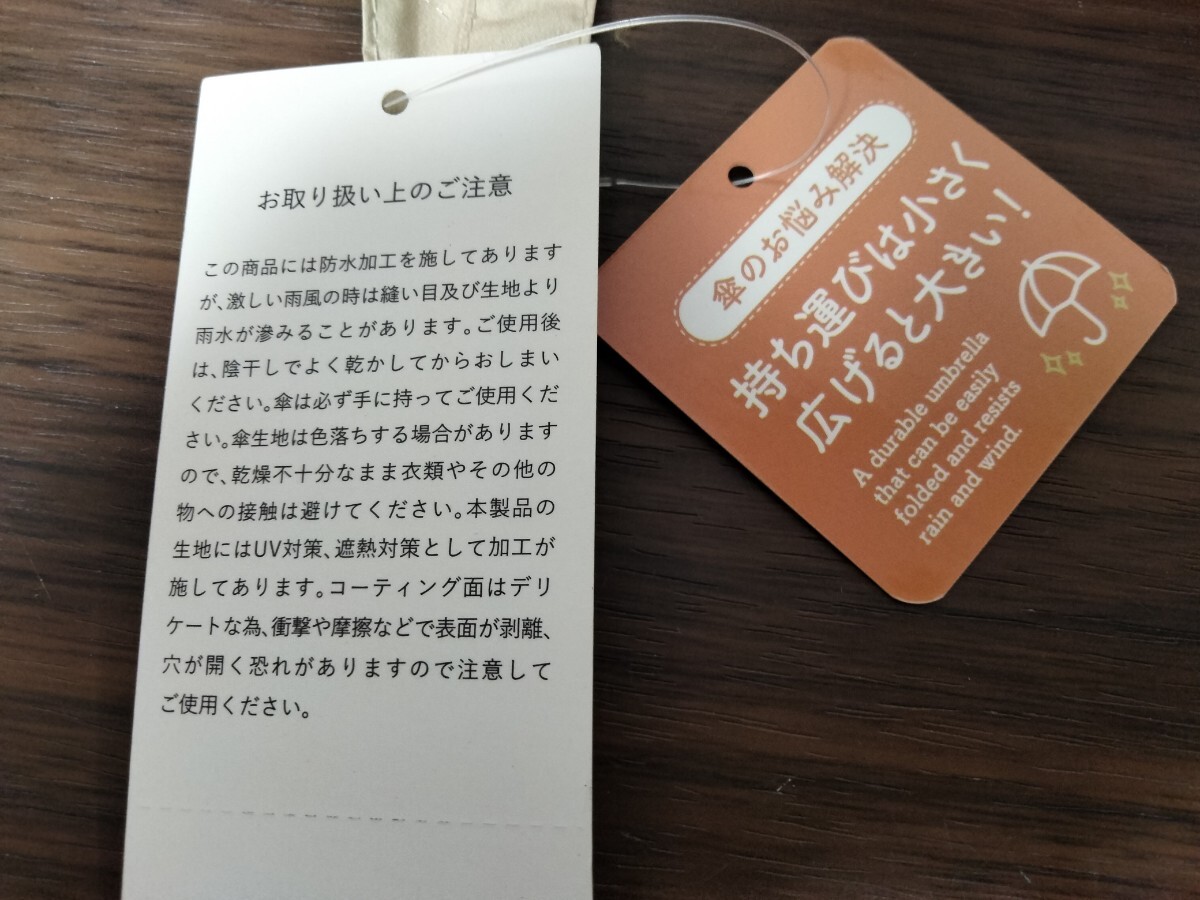 お取り扱い上のご注意
この商品には防水加工を施してあります
が、激しい雨風の時は縫い目及び生地より
雨水が滲みることがあります。ご使用後
は、陰干しでよく乾かしてからおしまい
ください。傘は必ず手に持ってご使用くだ
さい。傘生地は色落ちする場合があります
ので、乾燥不十分なまま衣類やその他の
物への接触は避けてください。本製品の
生地にはUV対策、遮熱対策として加工が
施してあります。コーティング面はデリ
ケートな為、衝撃や摩擦などで表面が剥離、
穴が開く恐れがありますので注意して
ご使用ください。
傘のお悩み解決
持ち運びは小さく
広げると大きい!
A durable umbrella
that can be easily
folded and resists
rain and wind.